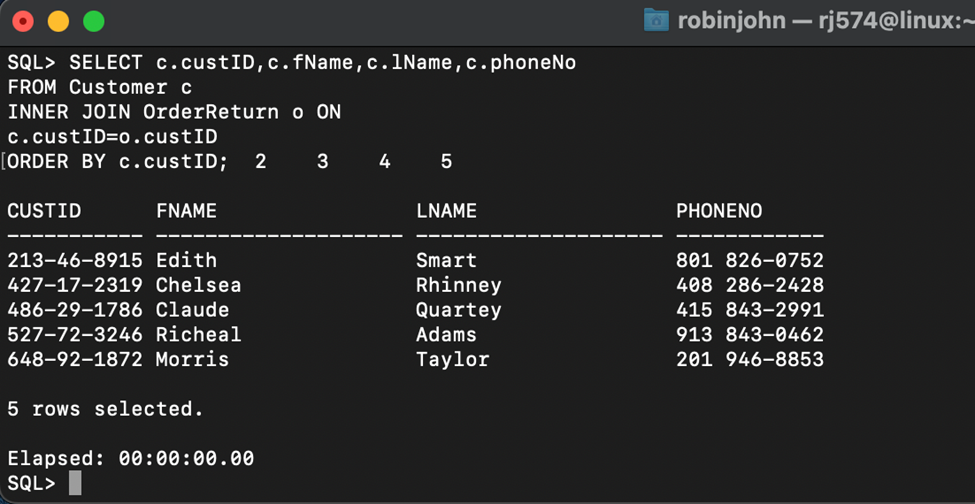 robinjohn — rj574@linux:~
SQL> SELECT c.custID,c.fName,c.lName,c.phoneNo
FROM Customer c
INNER JOIN OrderReturn o ON
c.custID=o.custID
[ORDER BY c.custID;  2    3    4    5

CUSTID      FNAME                LNAME                PHONENO
----------- -------------------- -------------------- ------------
213-46-8915 Edith                Smart                801 826-0752
427-17-2319 Chelsea              Rhinney              408 286-2428
486-29-1786 Claude               Quartey              415 843-2991
527-72-3246 Richeal              Adams                913 843-0462
648-92-1872 Morris               Taylor               201 946-8853

5 rows selected.

Elapsed: 00:00:00.00
SQL>